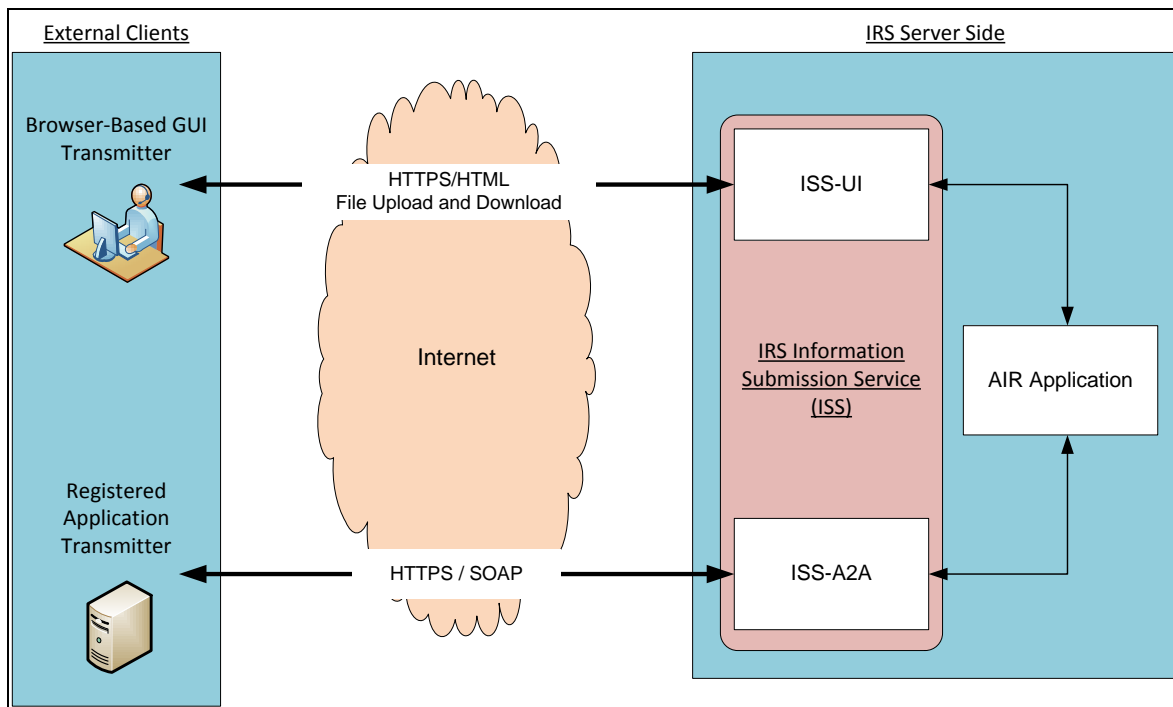 External Clients
IRS Server Side
Browser-Based GUI
Transmitter
HTTPS/HTML
File Upload and Download
ISS-UI
Internet
IRS Information
Submission Service
(ISS)
AIR Application
Registered
Application
Transmitter
HTTPS / SOAP
ISS-A2A